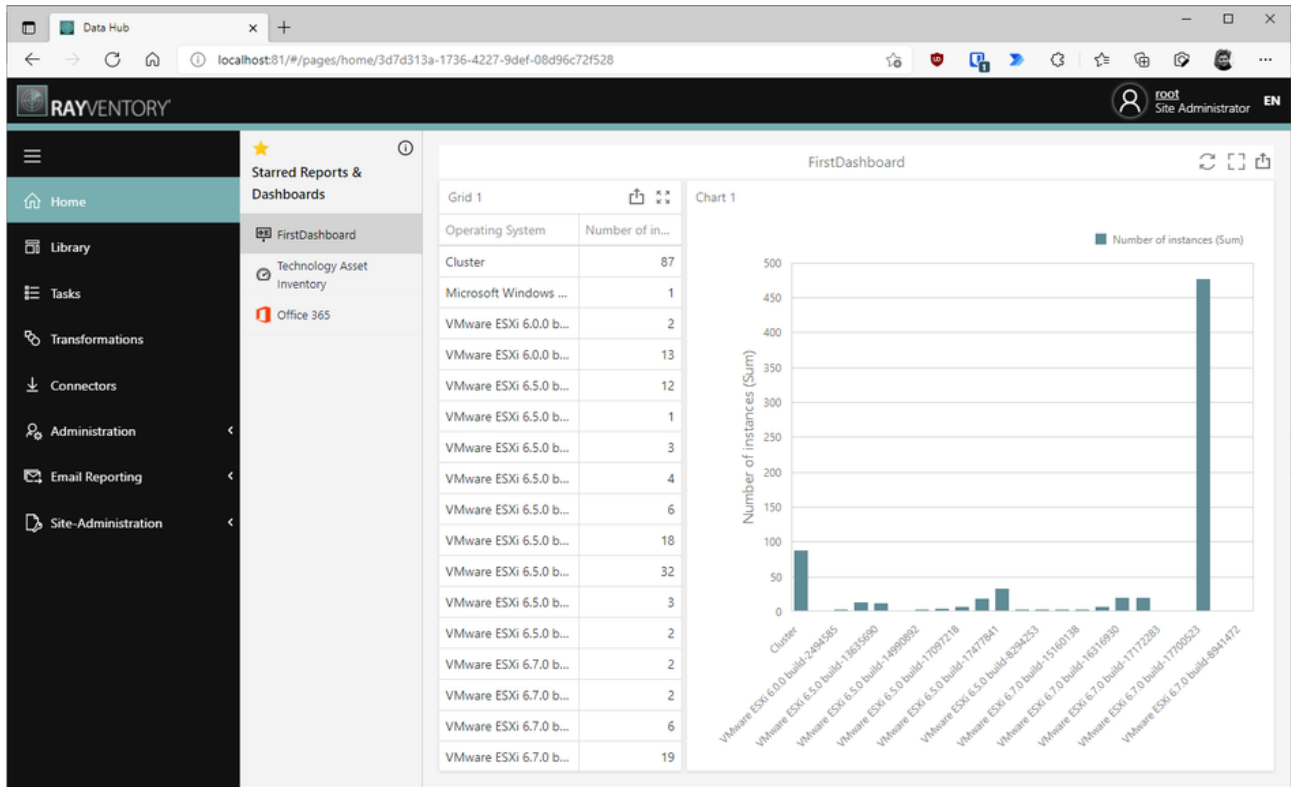 Data Hub
localhost:81/#/pages/home/3d7d313a-1736-4227-9def-08d96c72f528
1
RAYVENTORY
root
Site Administrator
EN
Home
Library
Tasks
Transformations
Connectors
Administration
Email Reporting
Site-Administration
Starred Reports &
Dashboards
FirstDashboard
Technology Asset
Inventory
Office 365
FirstDashboard
Grid 1
Operating System Number of in...
Cluster 87
Microsoft Windows ... 1
VMware ESXi 6.0.0 b... 2
VMware ESXi 6.0.0 b... 13
VMware ESXi 6.5.0 b... 12
VMware ESXi 6.5.0 b... 1
VMware ESXi 6.5.0 b... 3
VMware ESXi 6.5.0 b... 4
VMware ESXi 6.5.0 b... 6
VMware ESXi 6.5.0 b... 18
VMware ESXi 6.5.0 b... 32
VMware ESXi 6.5.0 b... 3
VMware ESXi 6.5.0 b... 2
VMware ESXi 6.7.0 b... 2
VMware ESXi 6.7.0 b... 2
VMware ESXi 6.7.0 b... 6
VMware ESXi 6.7.0 b... 19
Chart 1
Number of instances (Sum)
Number of instances (Sum)
500
450
400
350
300
250
200
150
100
50
0
Cluster
VMware ESXi 6.0.0 build-2494585
VMware ESXi 6.5.0 build-13635690
VMware ESXi 6.5.0 build-14990892
VMware ESXi 6.5.0 build-17097218
VMware ESXi 6.5.0 build-17477841
VMware ESXi 6.5.0 build-8294253
VMware ESXi 6.7.0 build-15160138
VMware ESXi 6.7.0 build-16316930
VMware ESXi 6.7.0 build-17172283
VMware ESXi 6.7.0 build-17700523
VMware ESXi 6.7.0 build-8941472